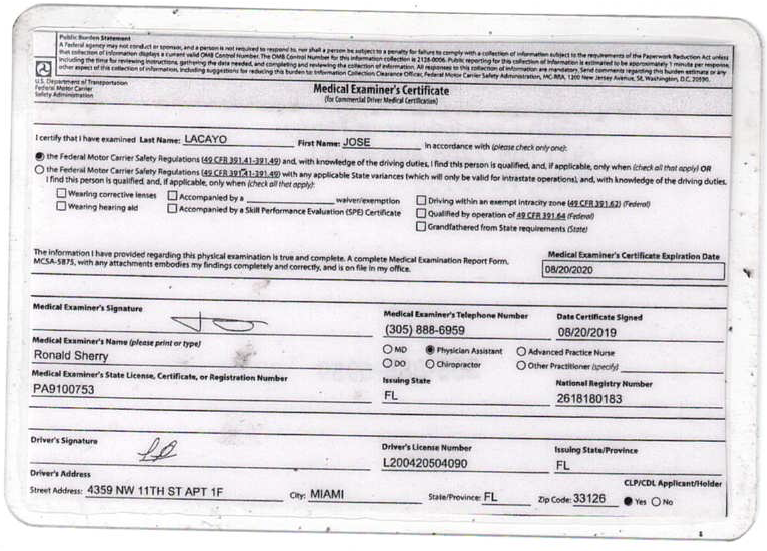 Public Burden Statement
A Federal agency may not conduct or sponsor, and a person is not required to respond to, nor shall a person be subject to a penalty for failure to comply with a collection of information subject to the requirements of the Paperwork Reduction Act unless
that collection of information displays a current valid OMB Control Number. The OMB Control Number for this collection is 2126-0006. Public reporting for this collection of information is estimated to be approximately 1 minute per response,
including the time for reviewing instructions, gathering the data needed, and completing and reviewing the collection of information. All responses to this collection of information are mandatory. Send comments regarding this burden estimate or any
other aspect of this collection of information, including suggestions for reducing this burden to: Information Collection Clearance Officer, Federal Motor Carrier Safety Administration, MC-RRA, 1200 New Jersey Avenue, SE, Washington, D.C. 20590.
U.S. Department of Transportation
Federal Motor Carrier
Safety Administration
Medical Examiner's Certificate
(for Commercial Driver Medical Certification)
I certify that I have examined Last Name: LACAYO First Name: JOSE in accordance with (please check only one):
the Federal Motor Carrier Safety Regulations (49 CFR 391.41-391.49) and, with knowledge of the driving duties, I find this person is qualified, and, if applicable, only when (check all that apply) OR
the Federal Motor Carrier Safety Regulations (49 CFR 391.41-391.49) with any applicable State variances (which will only be valid for intrastate operations), and, with knowledge of the driving duties,
I find this person is qualified, and, if applicable, only when (check all that apply):
Wearing corrective lenses Accompanied by a waiver/exemption Driving within an exempt intracity zone (49 CFR 391.62) (Federal)
Wearing hearing aid Accompanied by a Skill Performance Evaluation (SPE) Certificate Qualified by operation of 49 CFR 391.64 (Federal)
Grandfathered from State requirements (State)
The information I have provided regarding this physical examination is true and complete. A complete Medical Examination Report Form,
MCSA-5875, with any attachments embodies my findings completely and correctly, and is on file in my office.
Medical Examiner's Certificate Expiration Date
08/20/2020
Medical Examiner's Signature
Medical Examiner's Telephone Number
(305) 888-6959
Date Certificate Signed
08/20/2019
Medical Examiner's Name (please print or type)
Ronald Sherry
MD Physician Assistant Advanced Practice Nurse
DO Chiropractor Other Practitioner (specify)
Medical Examiner's State License, Certificate, or Registration Number
PA9100753
Issuing State
FL
National Registry Number
2618180183
Driver's Signature
Driver's License Number
L200420504090
Issuing State/Province
FL
Driver's Address
Street Address: 4359 NW 11TH ST APT 1F City: MIAMI State/Province: FL Zip Code: 33126
CLP/CDL Applicant/Holder
Yes No